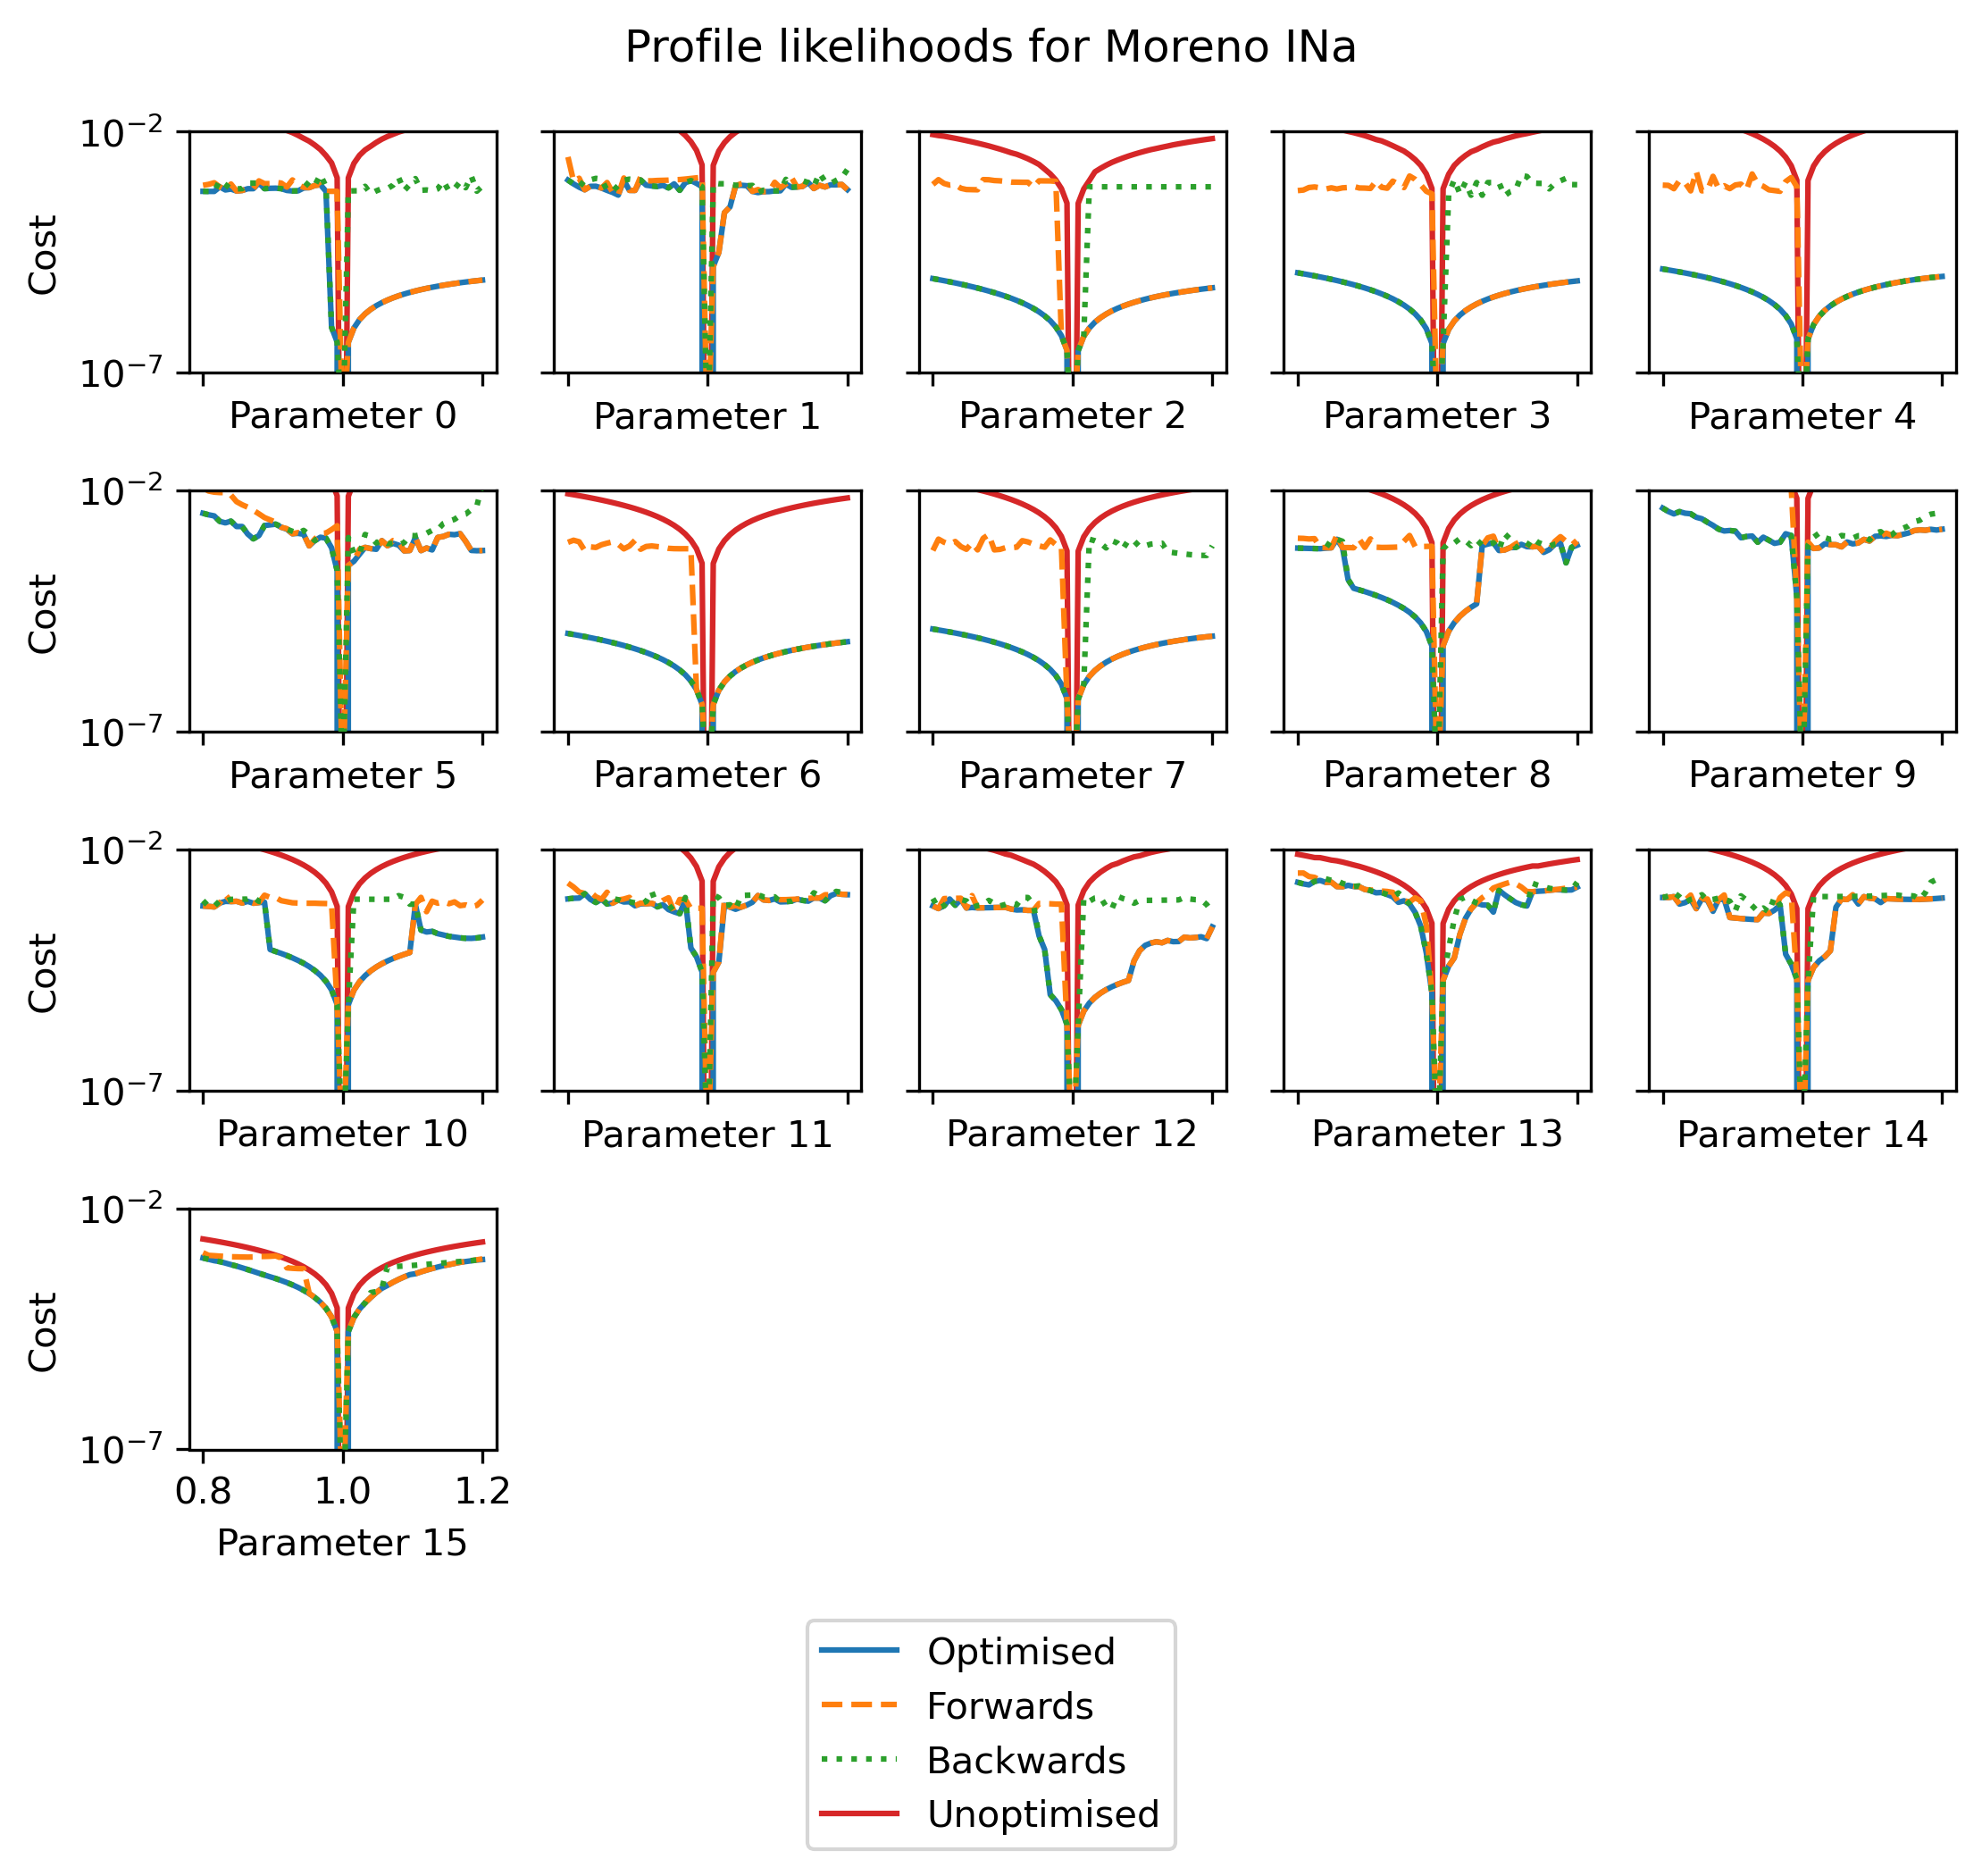 Profile likelihoods for Moreno INa
10⁻²
Cost
10⁻⁷
Parameter 0
Parameter 1
Parameter 2
Parameter 3
Parameter 4
10⁻²
Cost
10⁻⁷
Parameter 5
Parameter 6
Parameter 7
Parameter 8
Parameter 9
10⁻²
Cost
10⁻⁷
Parameter 10
Parameter 11
Parameter 12
Parameter 13
Parameter 14
10⁻²
Cost
10⁻⁷
0.8 1.0 1.2
Parameter 15
Optimised
Forwards
Backwards
Unoptimised